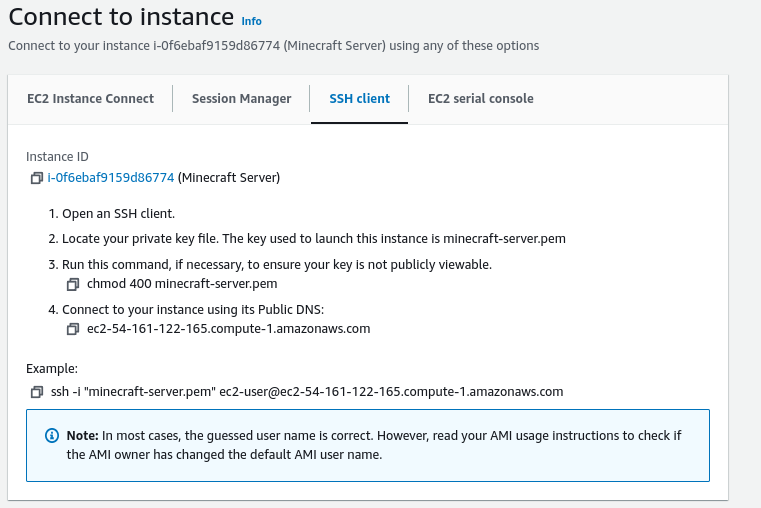 Connect to instance Info
Connect to your instance i-0f6ebaf9159d86774 (Minecraft Server) using any of these options
EC2 Instance Connect Session Manager SSH client EC2 serial console
Instance ID
i-0f6ebaf9159d86774 (Minecraft Server)
1. Open an SSH client.
2. Locate your private key file. The key used to launch this instance is minecraft-server.pem
3. Run this command, if necessary, to ensure your key is not publicly viewable.
chmod 400 minecraft-server.pem
4. Connect to your instance using its Public DNS:
ec2-54-161-122-165.compute-1.amazonaws.com
Example:
ssh -i "minecraft-server.pem" ec2-user@ec2-54-161-122-165.compute-1.amazonaws.com
Note: In most cases, the guessed user name is correct. However, read your AMI usage instructions to check if
the AMI owner has changed the default AMI user name.